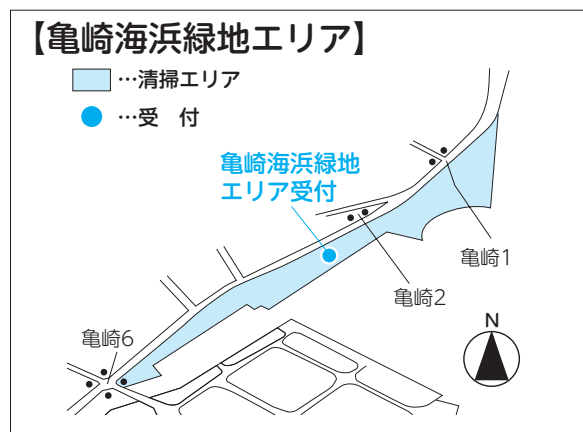 【亀崎海浜緑地エリア】
…清掃エリア
…受　付
亀崎海浜緑地
エリア受付
亀崎1
亀崎2
亀崎6
N